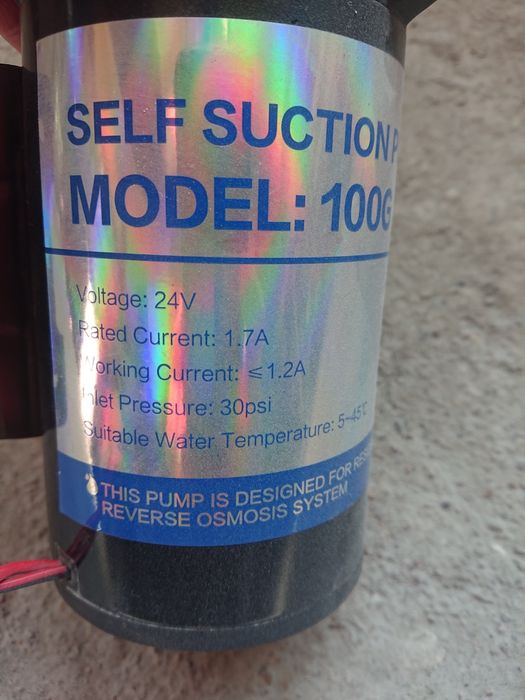 SELF SUCTION P
MODEL: 100G
Voltage: 24V
Rated Current: 1.7A
Working Current: ≤1.2A
Inlet Pressure: 30psi
Suitable Water Temperature: 5~45℃
THIS PUMP IS DESIGNED FOR RES
REVERSE OSMOSIS SYSTEM